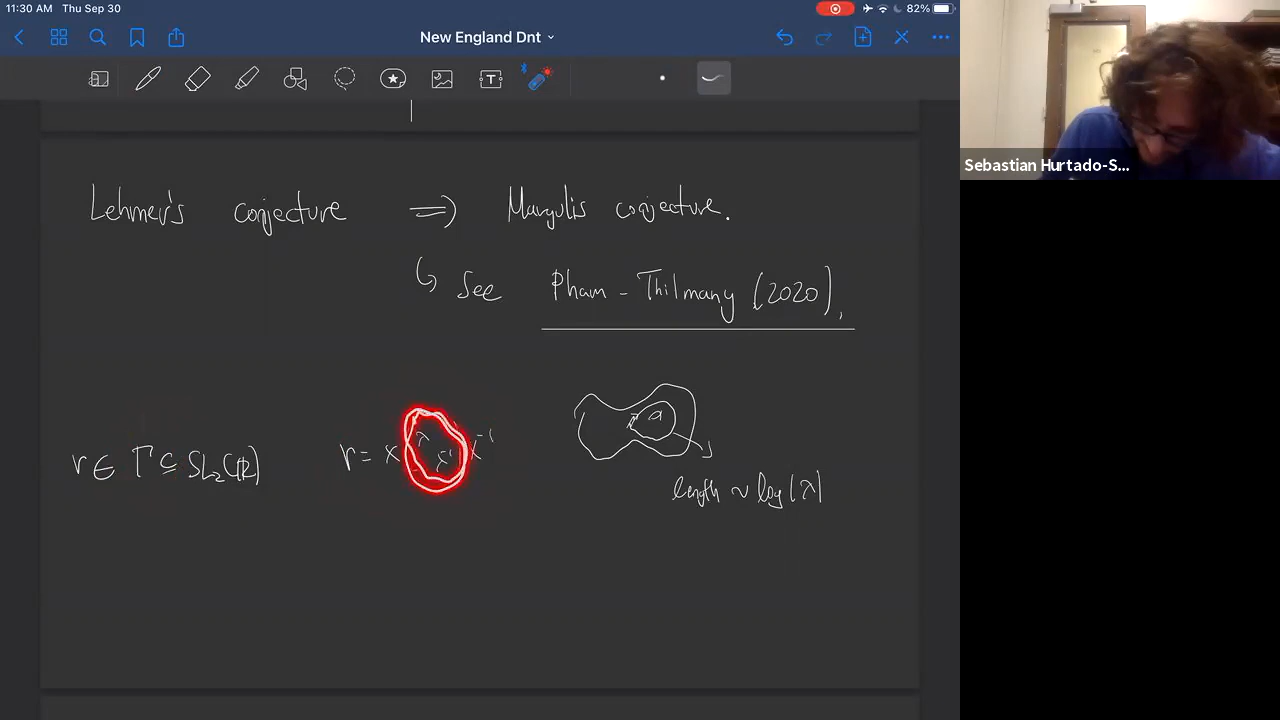 11:30 AM Thu Sep 30
82%
New England Dnt
Lehmer's conjecture ⟹ Margulis conjecture.
↳ See Pham - Thilmany (2020),
γ ∈ Γ ⊆ SL₂(ℝ) γ = x λ λ⁻¹ x⁻¹
length ~ log|λ|
Sebastian Hurtado-S...